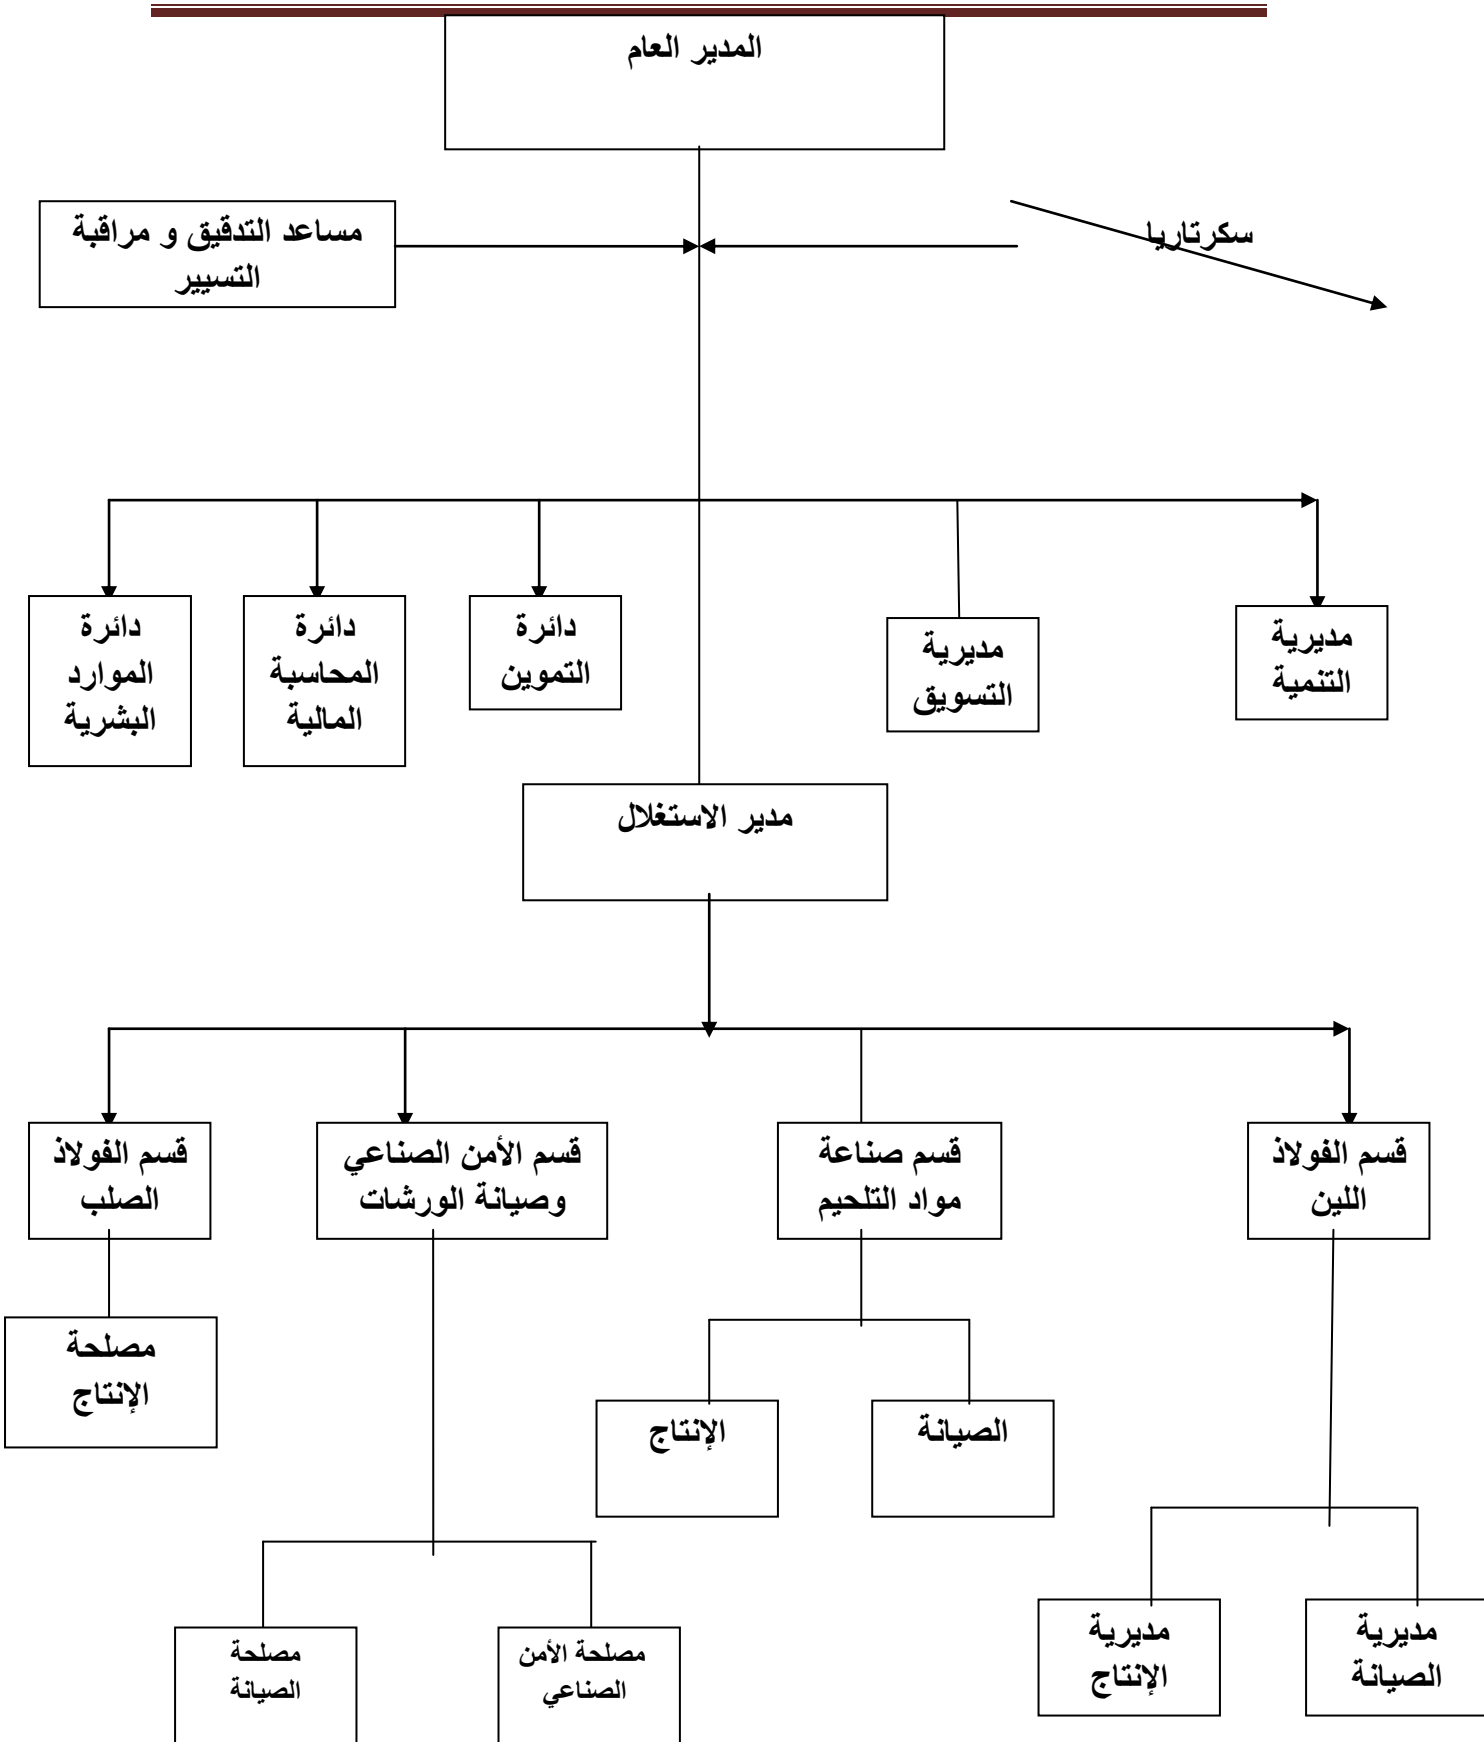 المدير العام
سكرتاريا
مساعد التدقيق و مراقبة
التسيير
مديرية
التنمية
مديرية
التسويق
دائرة
التموين
دائرة
المحاسبة
المالية
دائرة
الموارد
البشرية
مدير الاستغلال
قسم الفولاذ
اللين
قسم صناعة
مواد التلحيم
قسم الأمن الصناعي
وصيانة الورشات
قسم الفولاذ
الصلب
مصلحة
الإنتاج
الصيانة
الإنتاج
مديرية
الصيانة
مديرية
الإنتاج
مصلحة الأمن
الصناعي
مصلحة
الصيانة